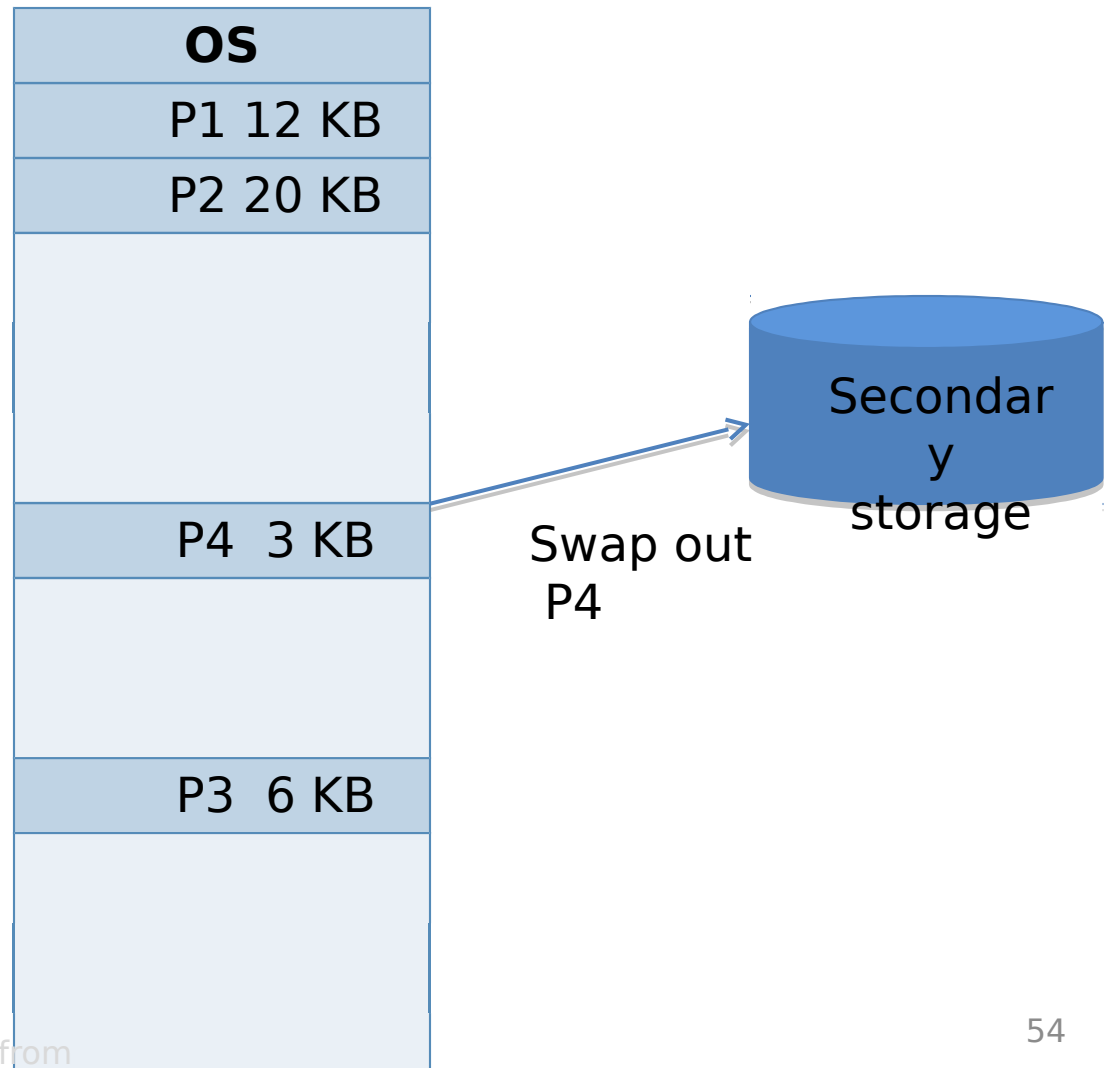 OS
P1 12 KB
P2 20 KB
Secondar
y
storage
P4 3 KB
Swap out
P4
P3 6 KB
54
from